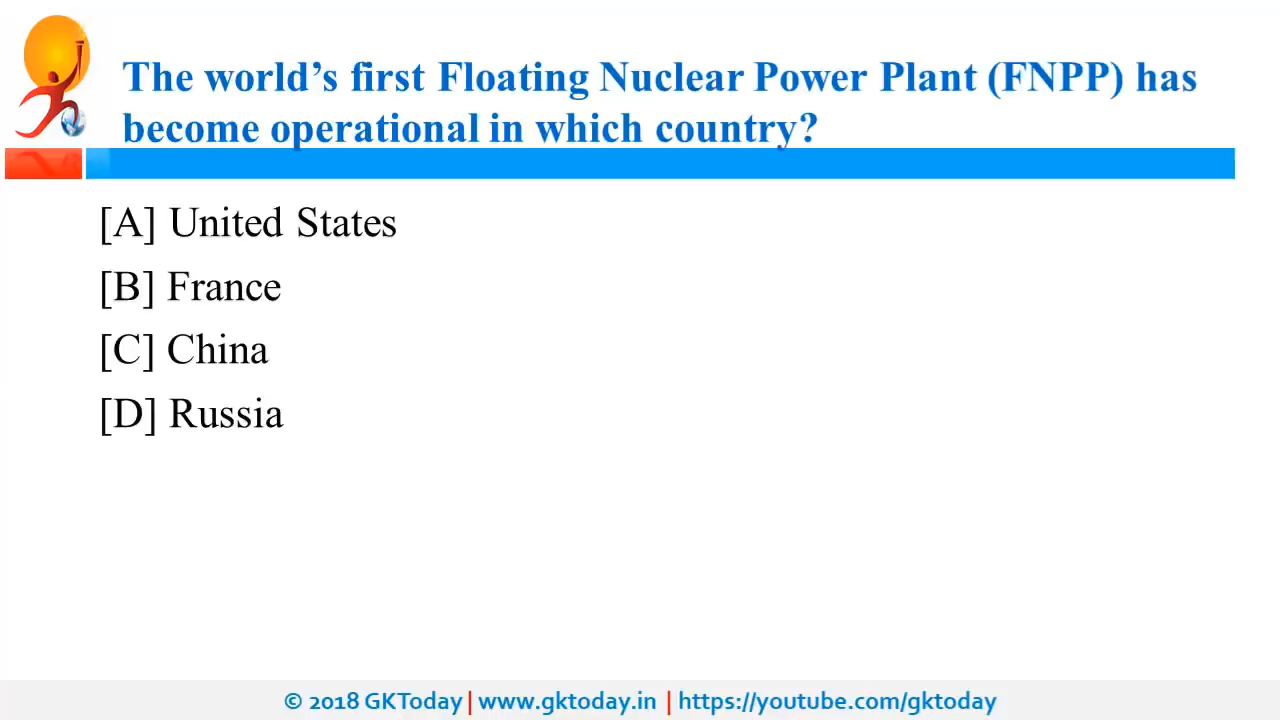 The world’s first Floating Nuclear Power Plant (FNPP) has
become operational in which country?
[A] United States
[B] France
[C] China
[D] Russia
© 2018 GKToday | www.gktoday.in | https://youtube.com/gktoday